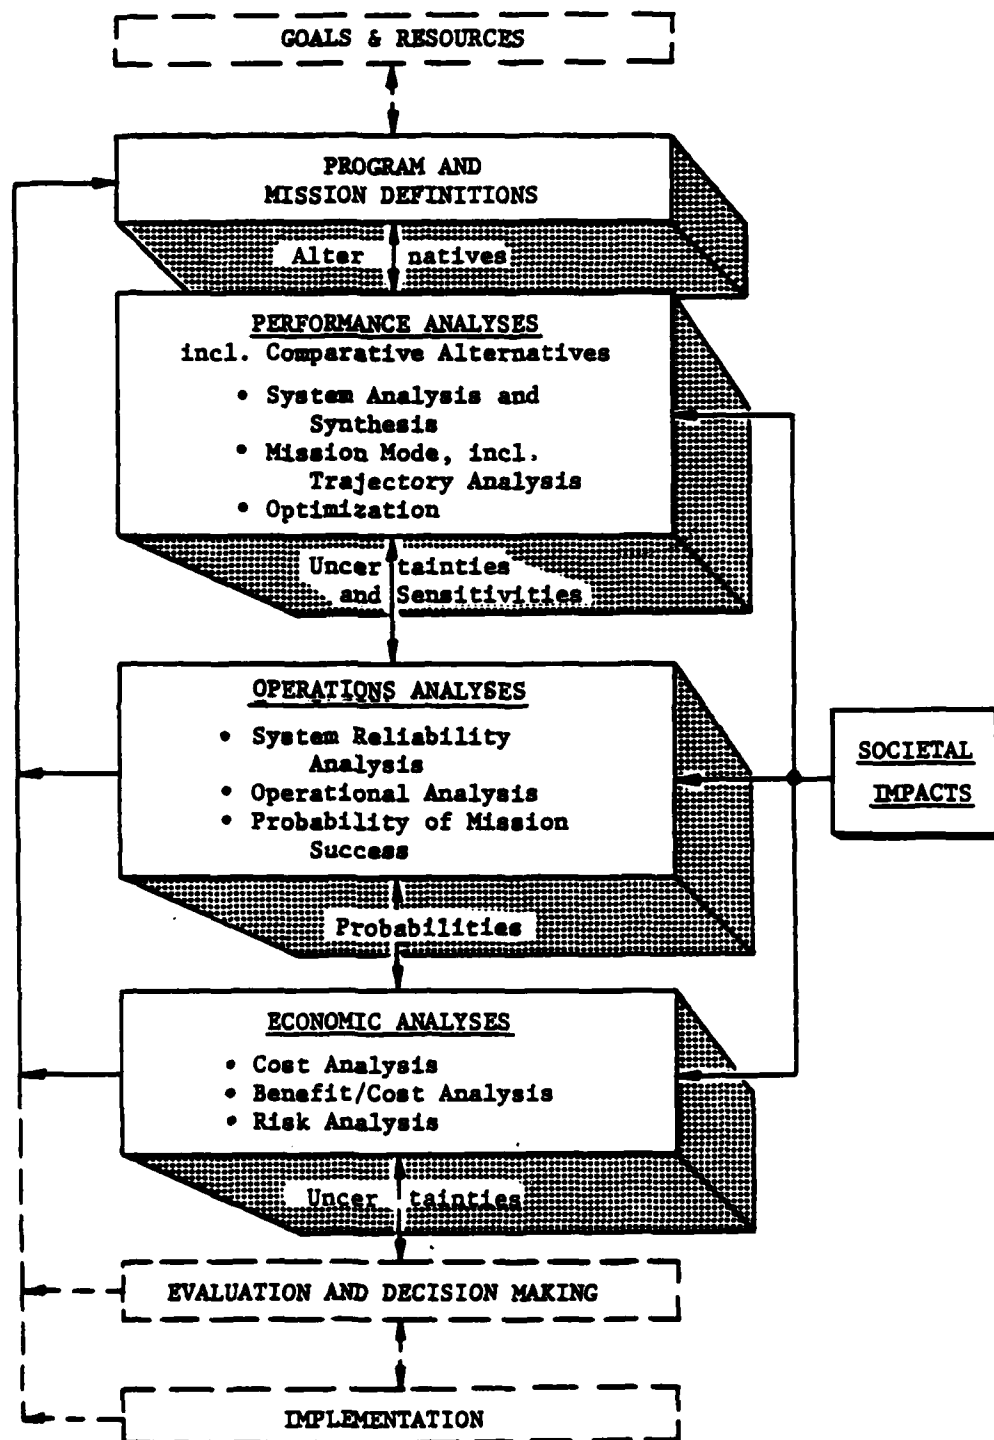 GOALS & RESOURCES
PROGRAM AND
MISSION DEFINITIONS
Alter natives
PERFORMANCE ANALYSES
incl. Comparative Alternatives
• System Analysis and
Synthesis
• Mission Mode, incl.
Trajectory Analysis
• Optimization
Uncer tainties
and Sensitivities
OPERATIONS ANALYSES
• System Reliability
Analysis
• Operational Analysis
• Probability of Mission
Success
SOCIETAL
IMPACTS
Probabilities
ECONOMIC ANALYSES
• Cost Analysis
• Benefit/Cost Analysis
• Risk Analysis
Uncer tainties
EVALUATION AND DECISION MAKING
IMPLEMENTATION